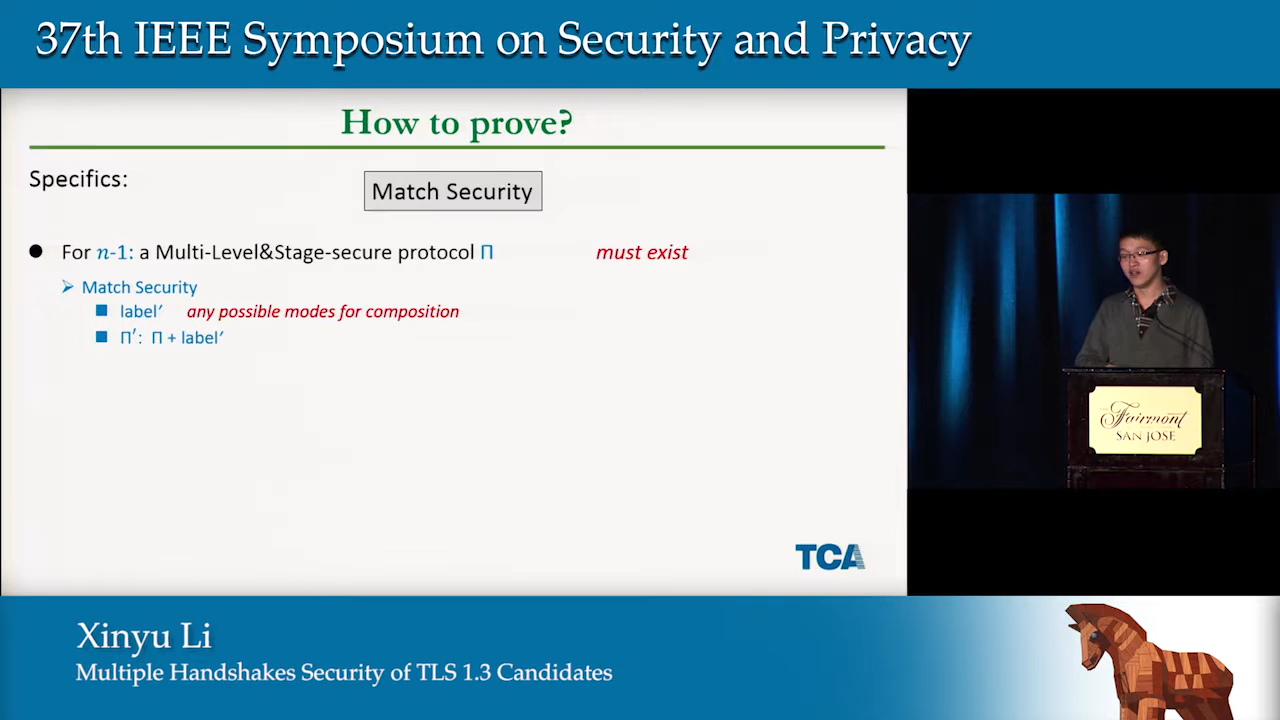 37th IEEE Symposium on Security and Privacy
How to prove?
Specifics:
Match Security
For n-1: a Multi-Level&Stage-secure protocol Π must exist
Match Security
label′ any possible modes for composition
Π′: Π + label′
TCA
Fairmont
SAN JOSE
Xinyu Li
Multiple Handshakes Security of TLS 1.3 Candidates